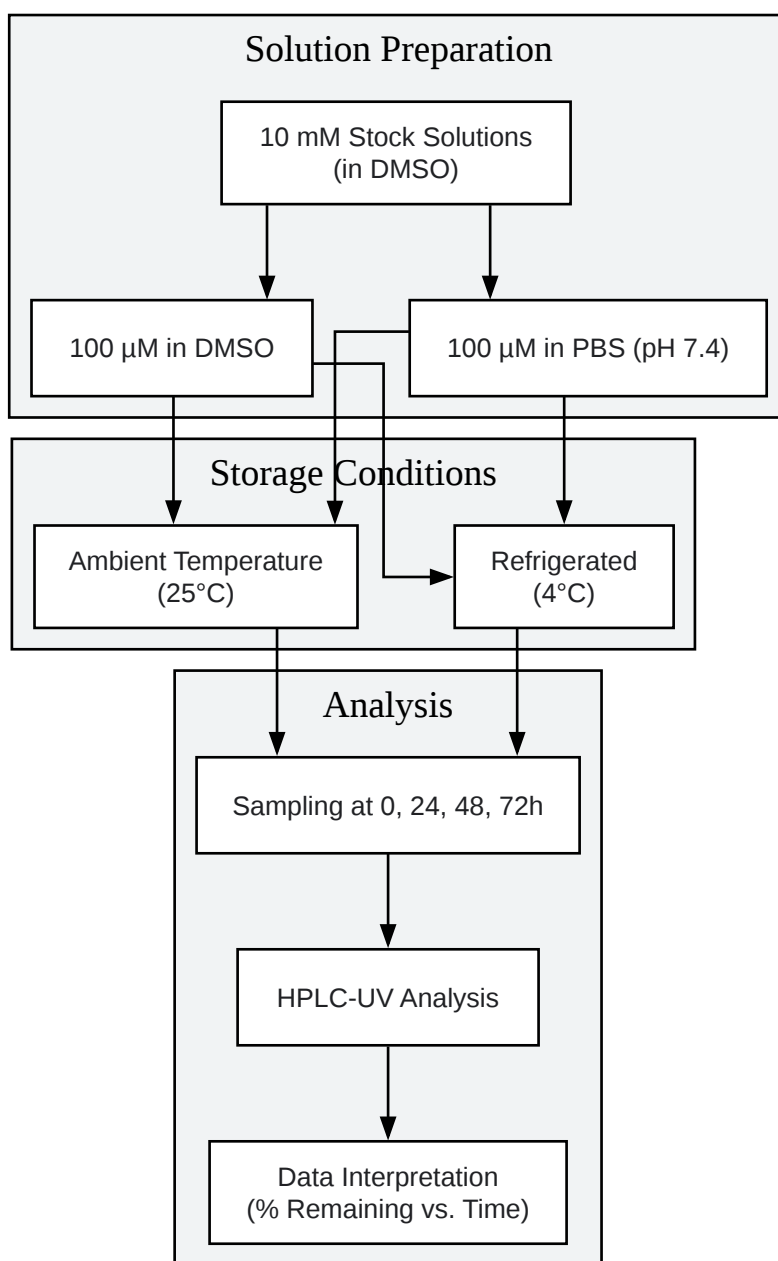 Solution Preparation
10 mM Stock Solutions
(in DMSO)
100 µM in DMSO
100 µM in PBS (pH 7.4)
Storage Conditions
Ambient Temperature
(25°C)
Refrigerated
(4°C)
Analysis
Sampling at 0, 24, 48, 72h
HPLC-UV Analysis
Data Interpretation
(% Remaining vs. Time)